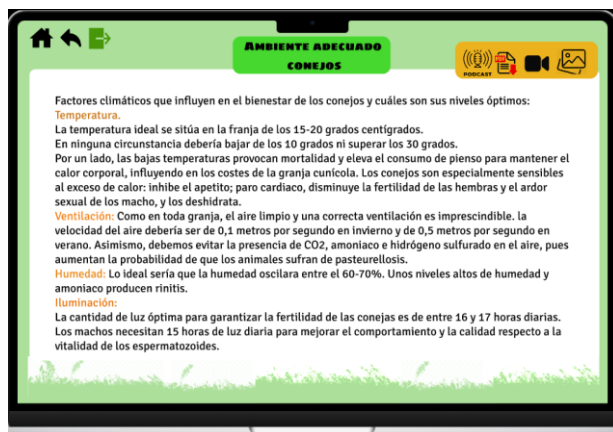 AMBIENTE ADECUADO
CONEJOS
PODCAST
PDF
Factores climáticos que influyen en el bienestar de los conejos y cuáles son sus niveles óptimos:
Temperatura.
La temperatura ideal se sitúa en la franja de los 15-20 grados centígrados.
En ninguna circunstancia debería bajar de los 10 grados ni superar los 30 grados.
Por un lado, las bajas temperaturas provocan mortalidad y eleva el consumo de pienso para mantener el
calor corporal, influyendo en los costes de la granja cunícola. Los conejos son especialmente sensibles
al exceso de calor: inhibe el apetito; paro cardiaco, disminuye la fertilidad de las hembras y el ardor
sexual de los macho, y los deshidrata.
Ventilación: Como en toda granja, el aire limpio y una correcta ventilación es imprescindible. la
velocidad del aire debería ser de 0,1 metros por segundo en invierno y de 0,5 metros por segundo en
verano. Asimismo, debemos evitar la presencia de CO2, amoniaco e hidrógeno sulfurado en el aire, pues
aumentan la probabilidad de que los animales sufran de pasteurellosis.
Humedad: Lo ideal sería que la humedad oscilara entre el 60-70%. Unos niveles altos de humedad y
amoniaco producen rinitis.
Iluminación:
La cantidad de luz óptima para garantizar la fertilidad de las conejas es de entre 16 y 17 horas diarias.
Los machos necesitan 15 horas de luz diaria para mejorar el comportamiento y la calidad respecto a la
vitalidad de los espermatozoides.